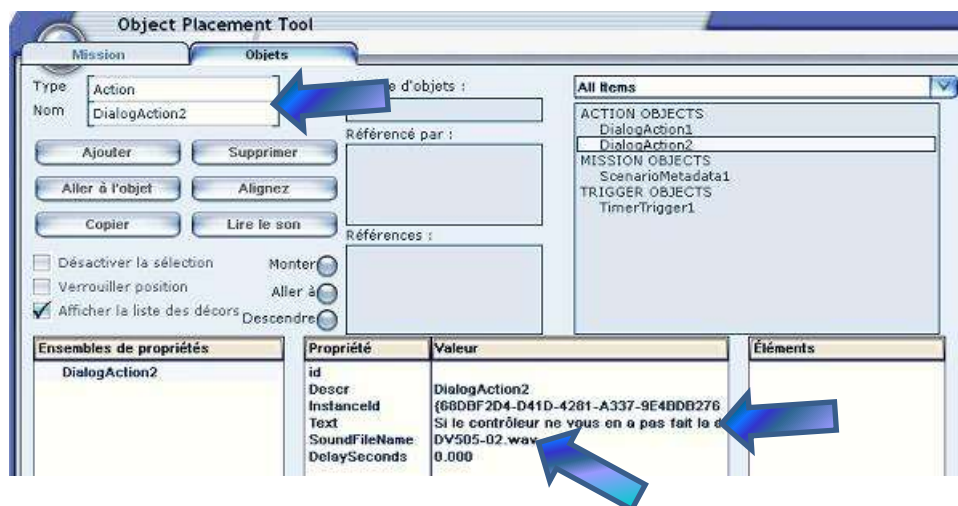 Object Placement Tool
Mission Objets
Type Action
Nom DialogAction2
Ajouter Supprimer
Aller à l'objet Alignez
Copier Lire le son
Désactiver la sélection
Verrouiller position
Afficher la liste des décors
Monter
Aller à
Descendre
e d'objets :
Référencé par :
Références :
All Items
ACTION OBJECTS
DialogAction1
DialogAction2
MISSION OBJECTS
ScenarioMetadata1
TRIGGER OBJECTS
TimerTrigger1
Ensembles de propriétés
DialogAction2
Propriété Valeur
id
Descr DialogAction2
InstanceId {68DBF2D4-D41D-4281-A337-9E4BDB276
Text Si le contrôleur ne vous en a pas fait la d
SoundFileName DV505-02.wav
DelaySeconds 0.000
Éléments